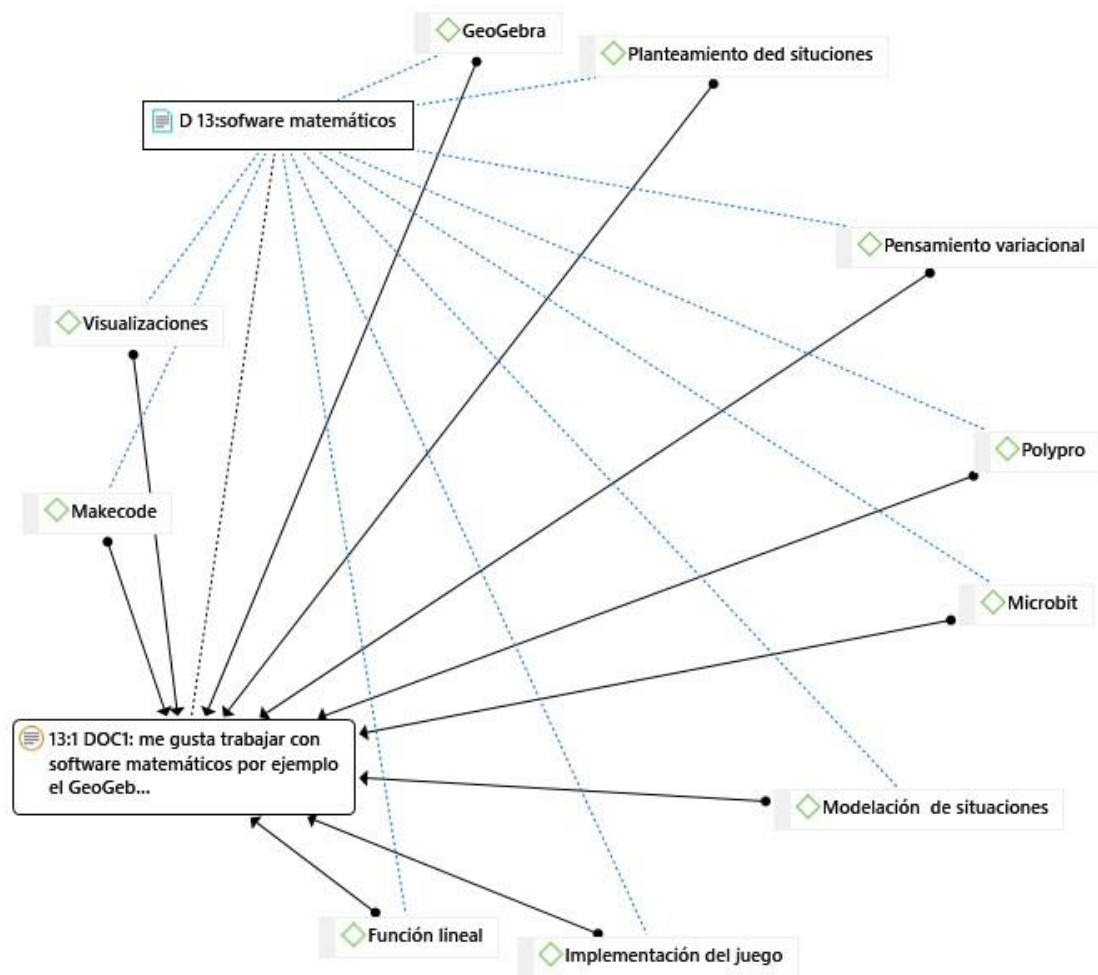 GeoGebra
Planteamiento ded situciones
D 13:sofware matemáticos
Pensamiento variacional
Visualizaciones
Polypro
Makecode
Microbit
13:1 DOC1: me gusta trabajar con
software matemáticos por ejemplo
el GeoGeb...
Modelación de situaciones
Función lineal
Implementación del juego